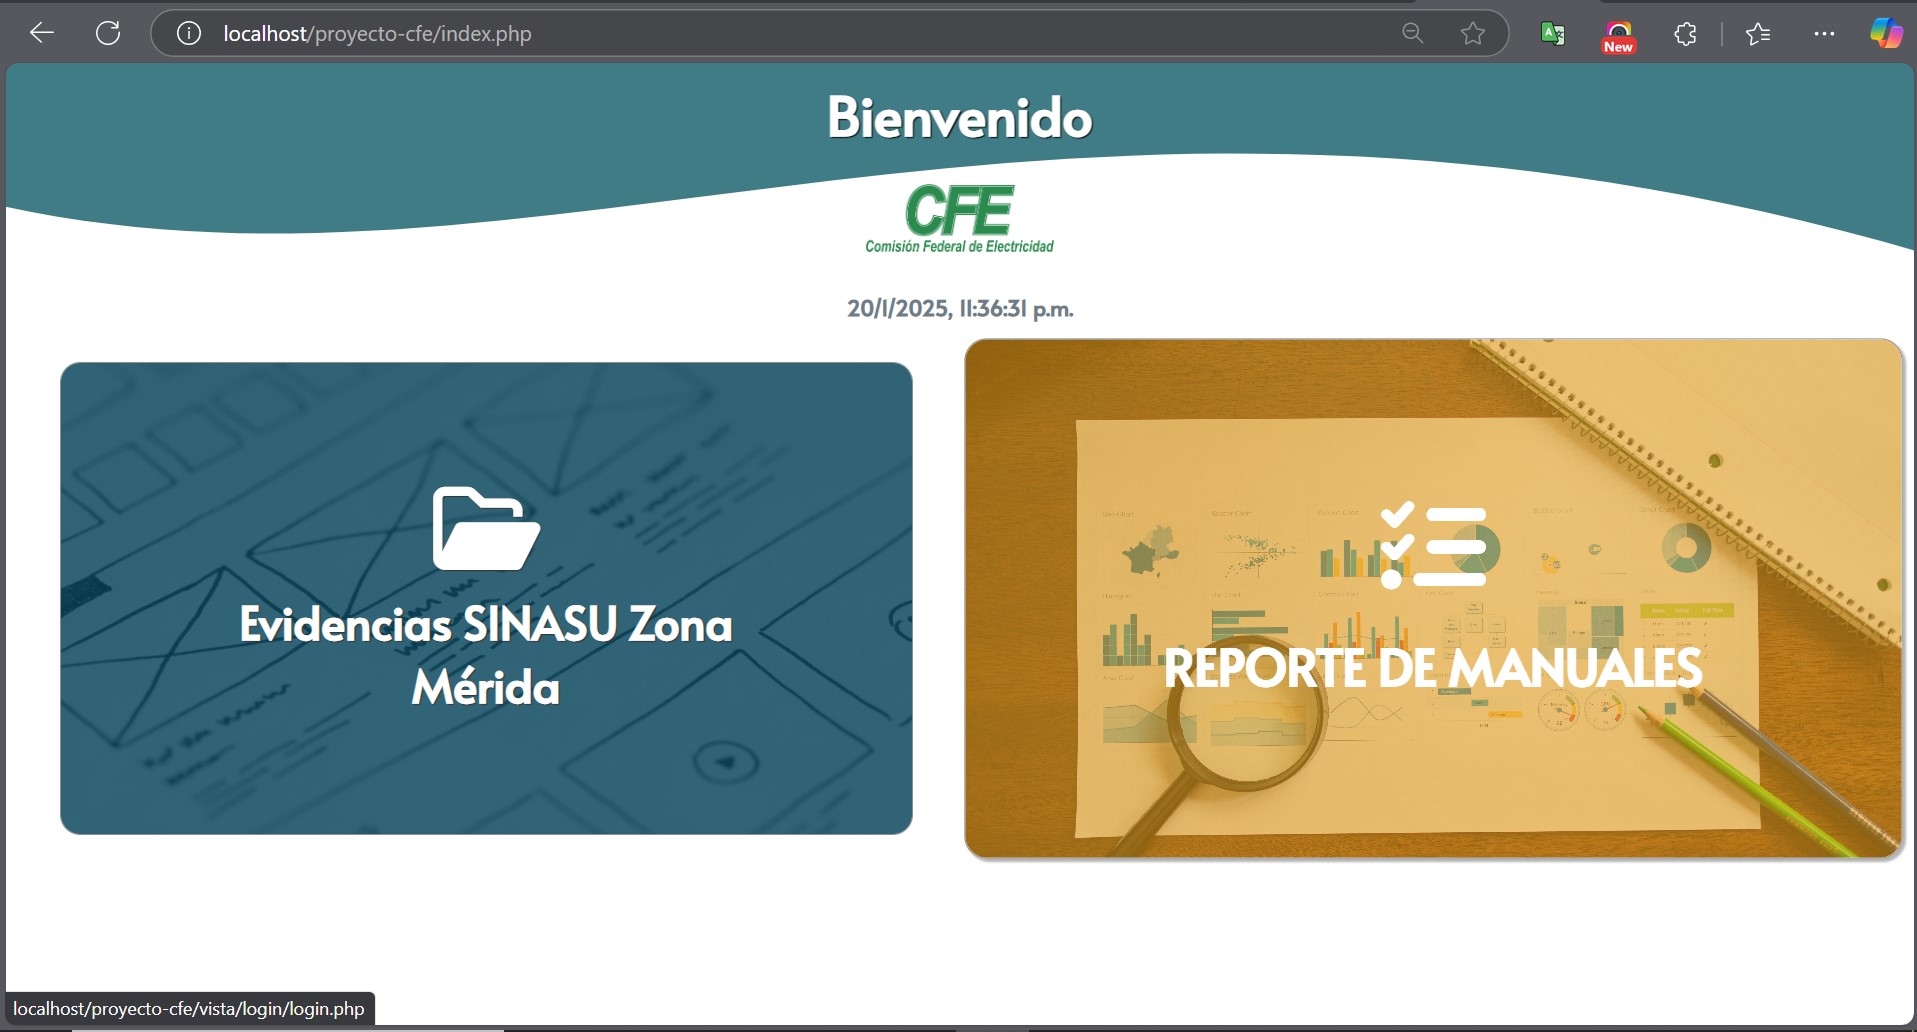 localhost/proyecto-cfe/index.php
New
Bienvenido
CFE
Comisión Federal de Electricidad
20/1/2025, 11:36:31 p.m.
Evidencias SINASU Zona
Mérida
REPORTE DE MANUALES
localhost/proyecto-cfe/vista/login/login.php